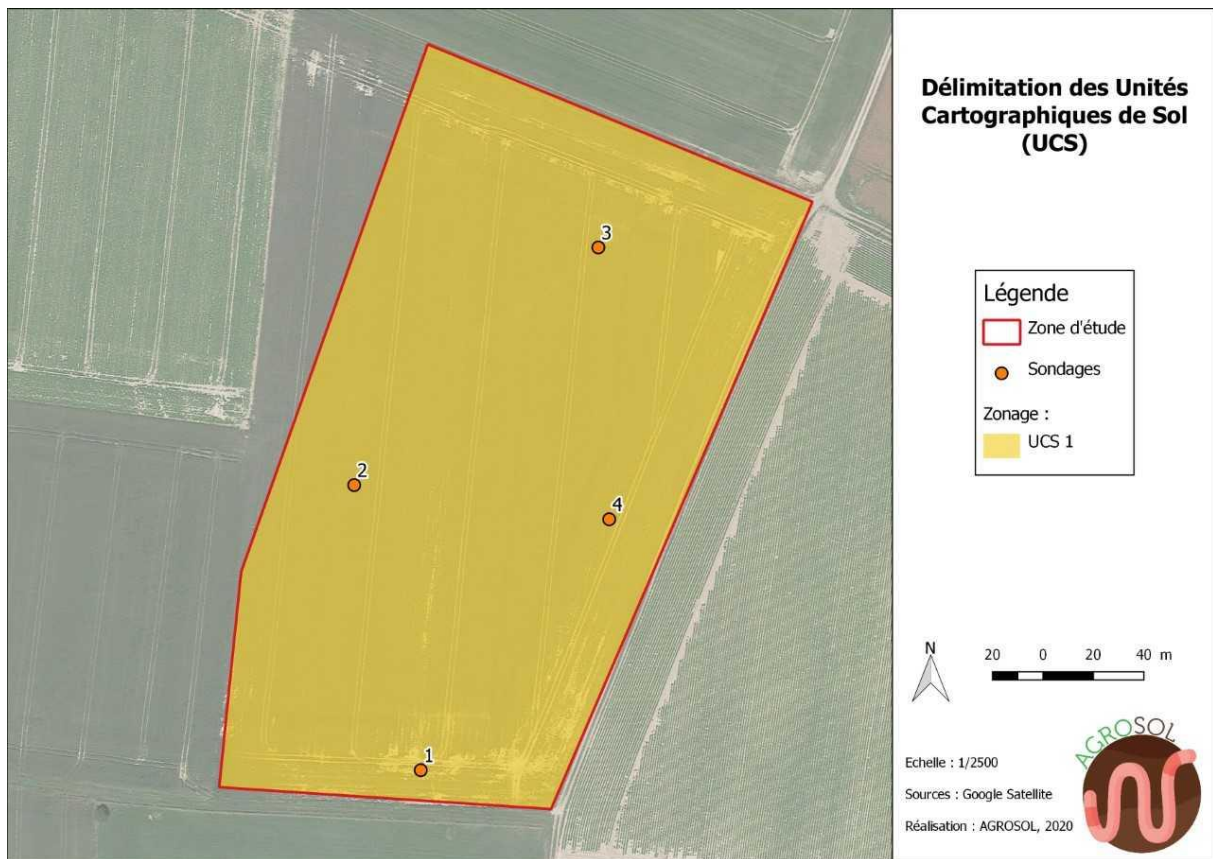 Délimitation des Unités
Cartographiques de Sol
(UCS)
3
2
4
1
Légende
Zone d'étude
Sondages
Zonage :
UCS 1
N
20 0 20 40 m
AGROSOL
Echelle : 1/2500
Sources : Google Satellite
Réalisation : AGROSOL, 2020